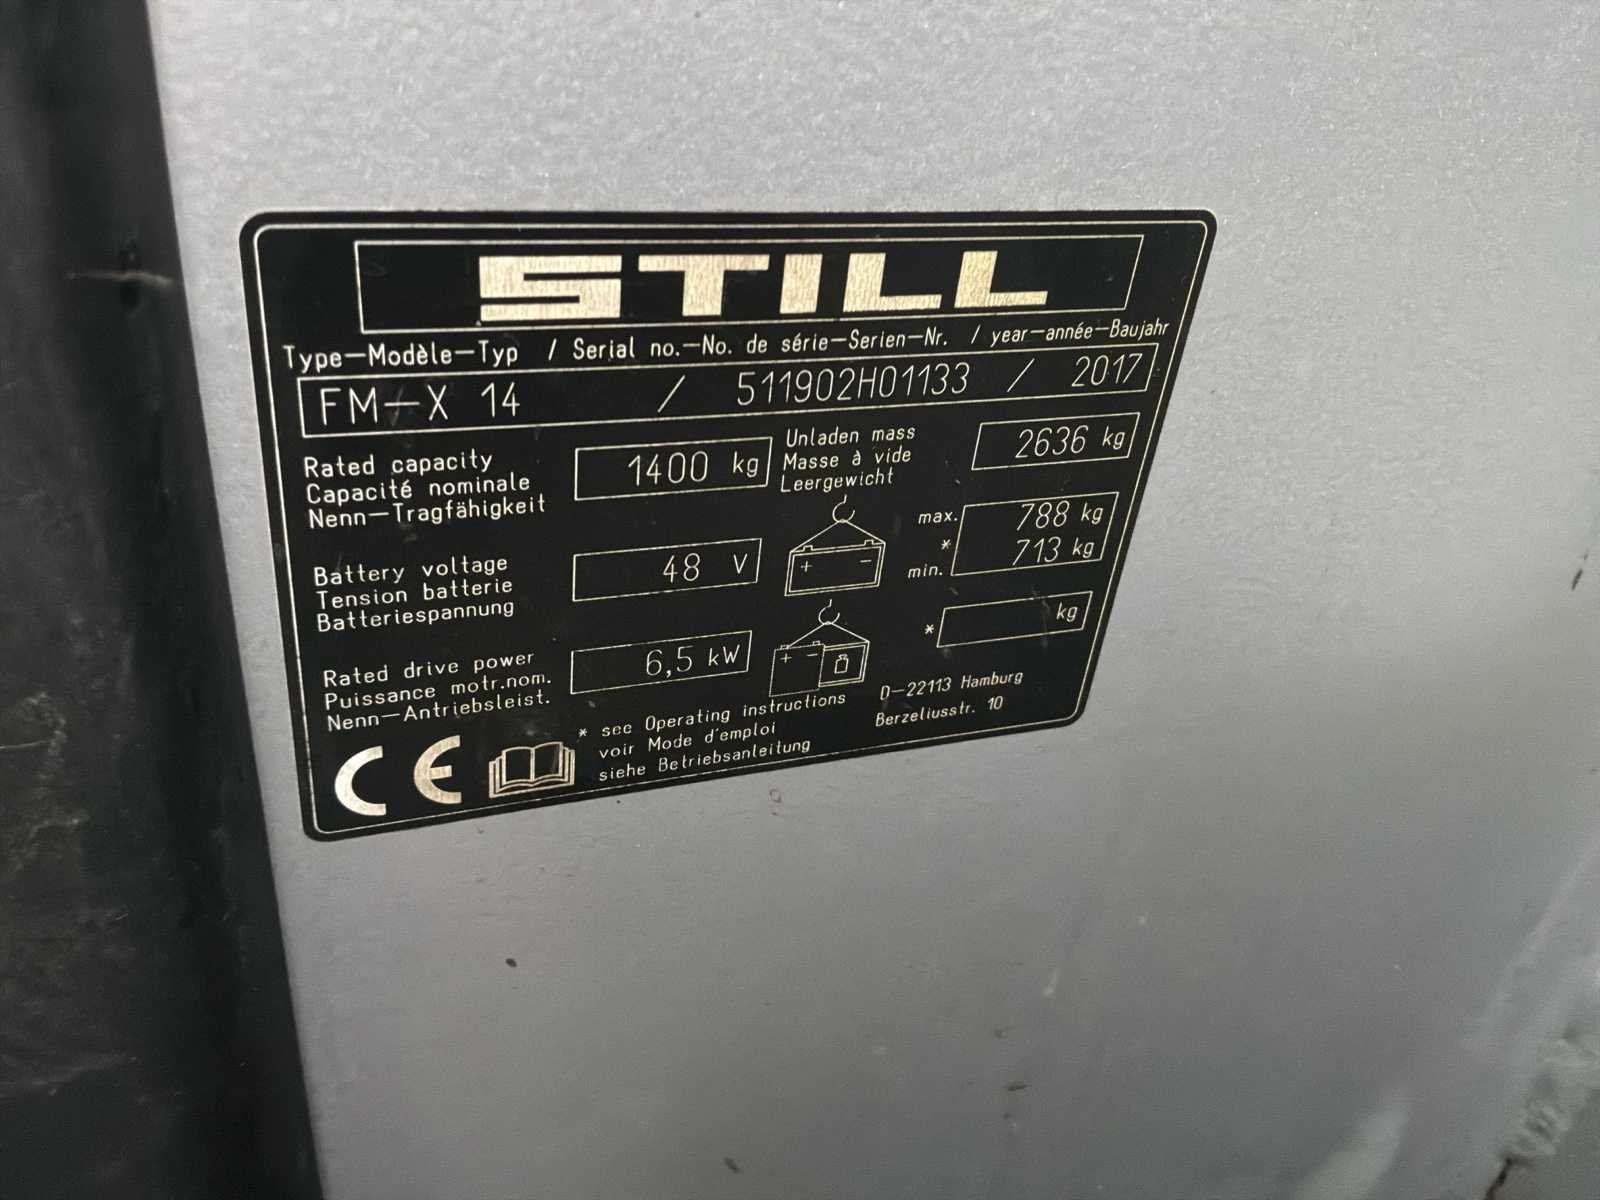 STILL
Type-Modèle-Typ / Serial no.-No. de série-Serien-Nr. / year-année-Baujahr
FM-X 14 / 511902H01133 / 2017
Rated capacity
Capacité nominale
Nenn-Tragfähigkeit
1400 kg
Unladen mass
Masse à vide
Leergewicht
2636 kg
Battery voltage
Tension batterie
Batteriespannung
48 V
+ -
max. 788 kg
* 713 kg
min.
Rated drive power
Puissance motr.nom.
Nenn-Antriebsleist.
6,5 kW
+ -
* kg
CE
* see Operating instructions
voir Mode d'emploi
siehe Betriebsanleitung
D-22113 Hamburg
Berzeliusstr. 10